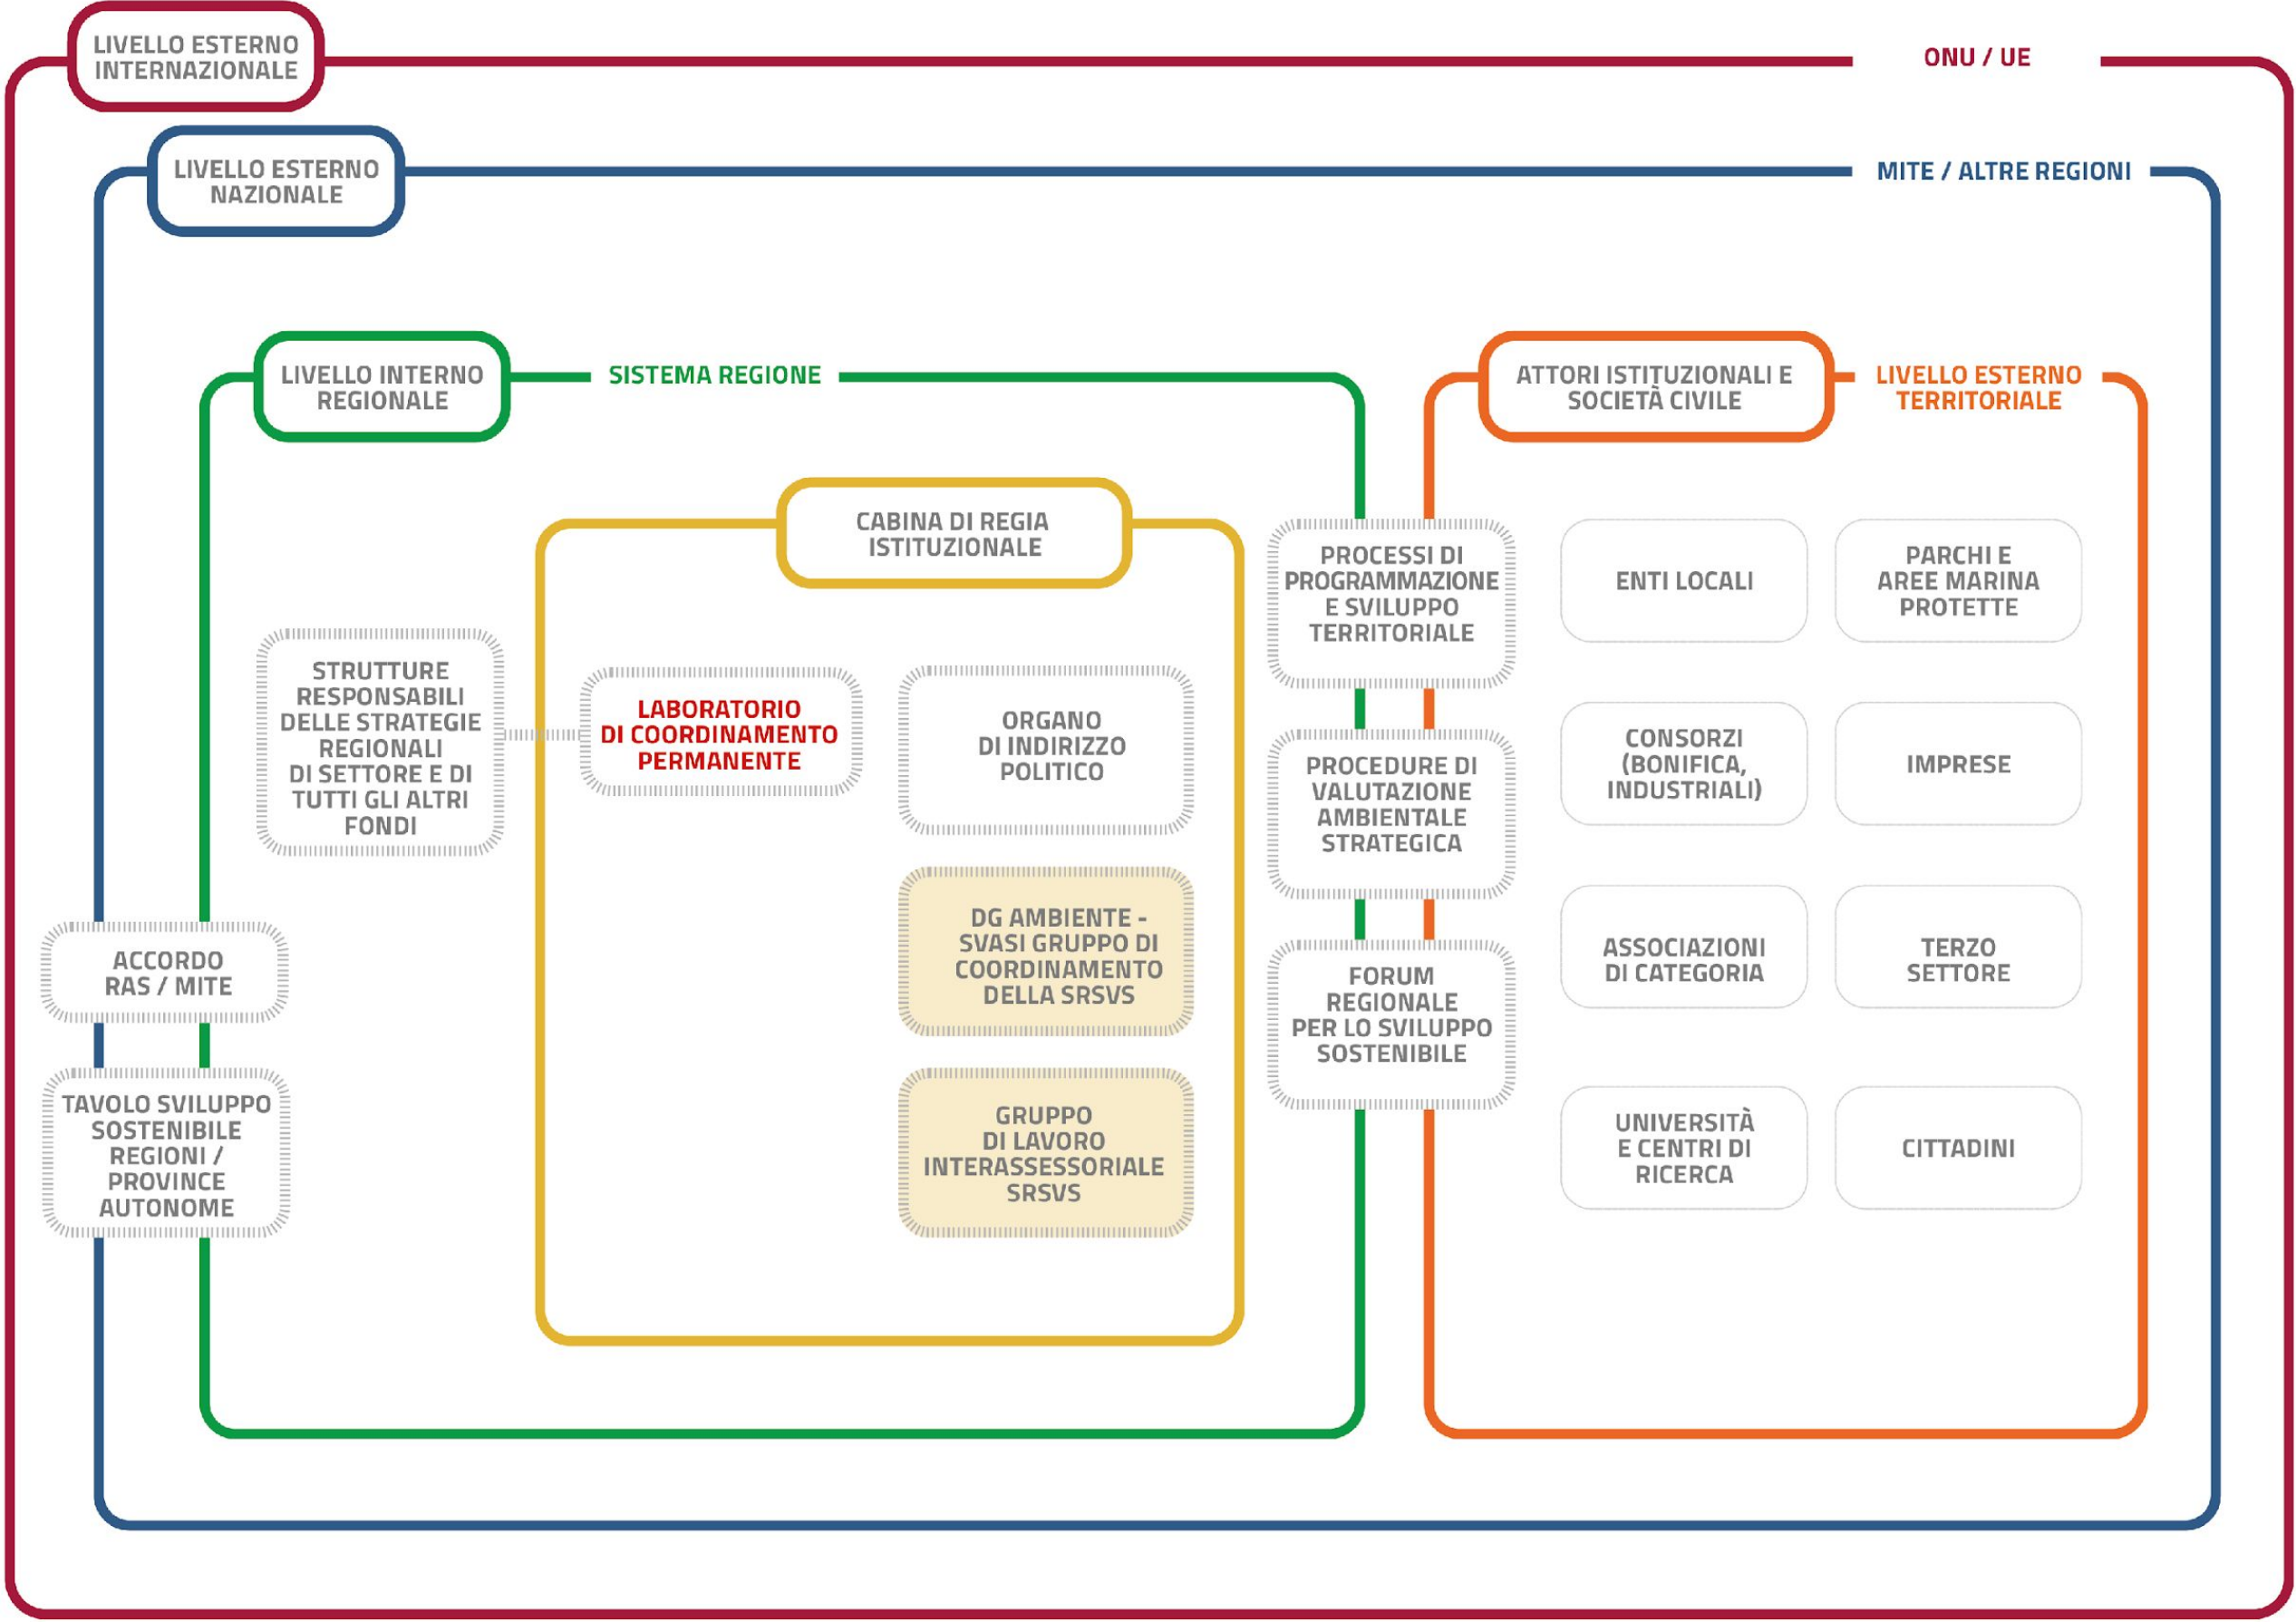 LIVELLO ESTERNO
INTERNAZIONALE
ONU / UE
LIVELLO ESTERNO
NAZIONALE
MITE / ALTRE REGIONI
LIVELLO INTERNO
REGIONALE
SISTEMA REGIONE
ATTORI ISTITUZIONALI E
SOCIETÀ CIVILE
LIVELLO ESTERNO
TERRITORIALE
CABINA DI REGIA
ISTITUZIONALE
STRUTTURE
RESPONSABILI
DELLE STRATEGIE
REGIONALI
DI SETTORE E DI
TUTTI GLI ALTRI
FONDI
LABORATORIO
DI COORDINAMENTO
PERMANENTE
ORGANO
DI INDIRIZZO
POLITICO
DG AMBIENTE -
SVASI GRUPPO DI
COORDINAMENTO
DELLA SRSVS
GRUPPO
DI LAVORO
INTERASSESSORIALE
SRSVS
ACCORDO
RAS / MITE
TAVOLO SVILUPPO
SOSTENIBILE
REGIONI /
PROVINCE
AUTONOME
PROCESSI DI
PROGRAMMAZIONE
E SVILUPPO
TERRITORIALE
PROCEDURE DI
VALUTAZIONE
AMBIENTALE
STRATEGICA
FORUM
REGIONALE
PER LO SVILUPPO
SOSTENIBILE
ENTI LOCALI
PARCHI E
AREE MARINA
PROTETTE
CONSORZI
(BONIFICA,
INDUSTRIALI)
IMPRESE
ASSOCIAZIONI
DI CATEGORIA
TERZO
SETTORE
UNIVERSITÀ
E CENTRI DI
RICERCA
CITTADINI